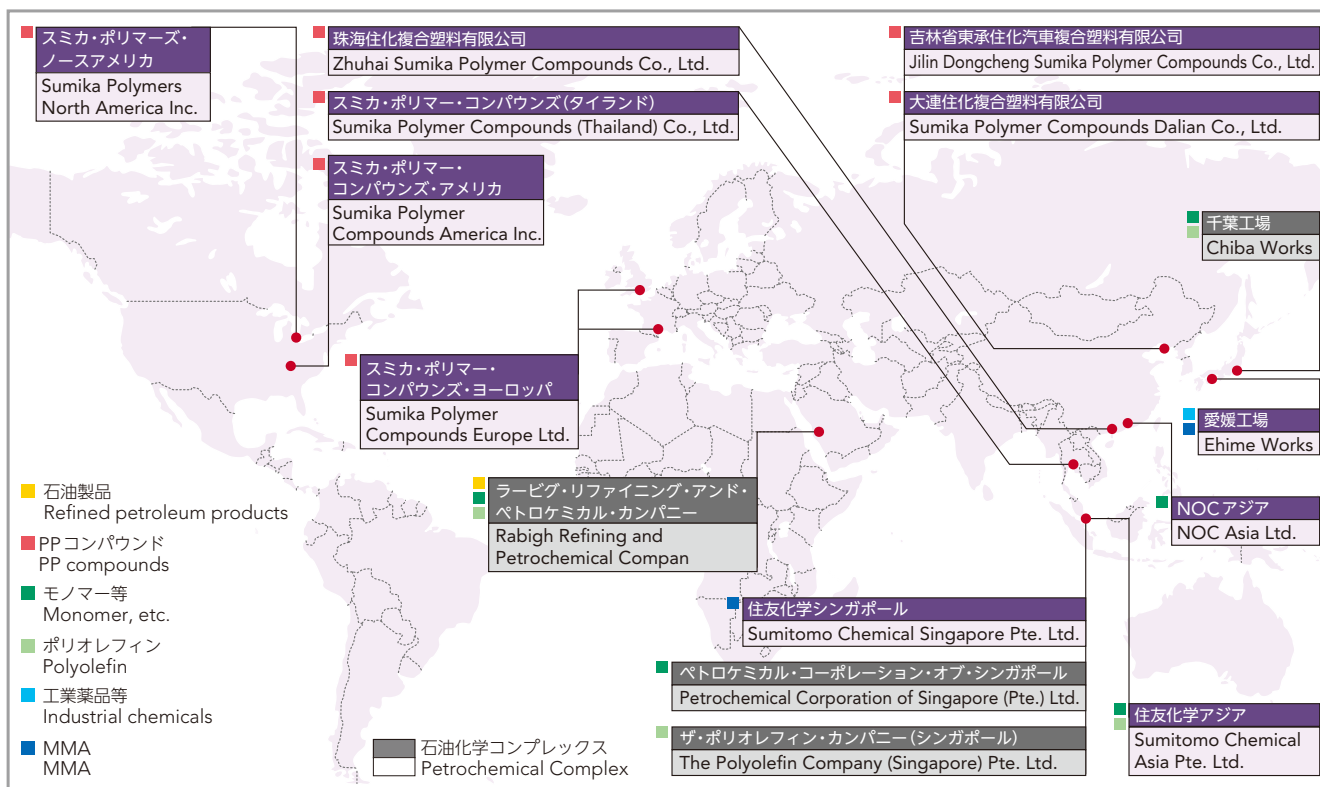 スミカ・ポリマーズ・
ノースアメリカ
Sumika Polymers
North America Inc.
珠海住化複合塑料有限公司
Zhuhai Sumika Polymer Compounds Co., Ltd.
スミカ・ポリマー・コンパウンズ(タイランド)
Sumika Polymer Compounds (Thailand) Co., Ltd.
スミカ・ポリマー・
コンパウンズ・アメリカ
Sumika Polymer
Compounds America Inc.
吉林省東承住化汽車複合塑料有限公司
Jilin Dongcheng Sumika Polymer Compounds Co., Ltd.
大連住化複合塑料有限公司
Sumika Polymer Compounds Dalian Co., Ltd.
千葉工場
Chiba Works
スミカ・ポリマー・
コンパウンズ・ヨーロッパ
Sumika Polymer
Compounds Europe Ltd.
愛媛工場
Ehime Works
ラービグ・リファイニング・アンド・
ペトロケミカル・カンパニー
Rabigh Refining and
Petrochemical Compan
NOCアジア
NOC Asia Ltd.
住友化学シンガポール
Sumitomo Chemical Singapore Pte. Ltd.
ペトロケミカル・コーポレーション・オブ・シンガポール
Petrochemical Corporation of Singapore (Pte.) Ltd.
ザ・ポリオレフィン・カンパニー(シンガポール)
The Polyolefin Company (Singapore) Pte. Ltd.
住友化学アジア
Sumitomo Chemical
Asia Pte. Ltd.
石油製品
Refined petroleum products
PPコンパウンド
PP compounds
モノマー等
Monomer, etc.
ポリオレフィン
Polyolefin
工業薬品等
Industrial chemicals
MMA
MMA
石油化学コンプレックス
Petrochemical Complex